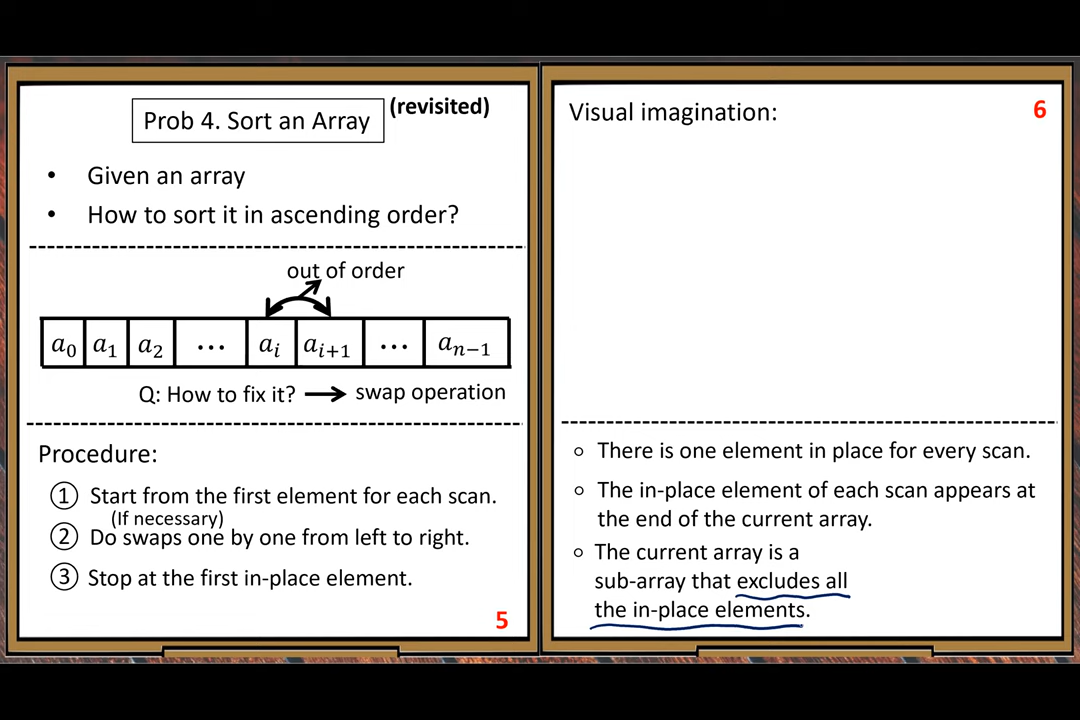 Prob 4. Sort an Array (revisited)
• Given an array
• How to sort it in ascending order?
out of order
a₀ a₁ a₂ ⋯ aᵢ aᵢ₊₁ ⋯ aₙ₋₁
Q: How to fix it? → swap operation
Procedure:
① Start from the first element for each scan.
(If necessary)
② Do swaps one by one from left to right.
③ Stop at the first in-place element.
5
Visual imagination: 6
○ There is one element in place for every scan.
○ The in-place element of each scan appears at
the end of the current array.
○ The current array is a
sub-array that excludes all
the in-place elements.